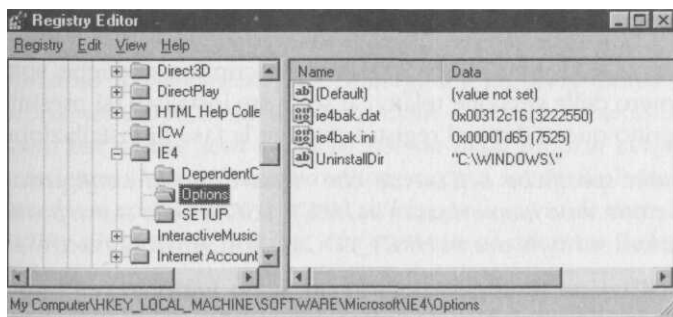 Registry Editor
Registry Edit View Help
Direct3D
DirectPlay
HTML Help Colle
ICW
IE4
DependentC
Options
SETUP
InteractiveMusic
Internet Account
Name Data
(Default) (value not set)
ie4bak.dat 0x00312c16 (3222550)
ie4bak.ini 0x00001d65 (7525)
UninstallDir "C:\WINDOWS\"
My Computer\HKEY_LOCAL_MACHINE\SOFTWARE\Microsoft\IE4\Options